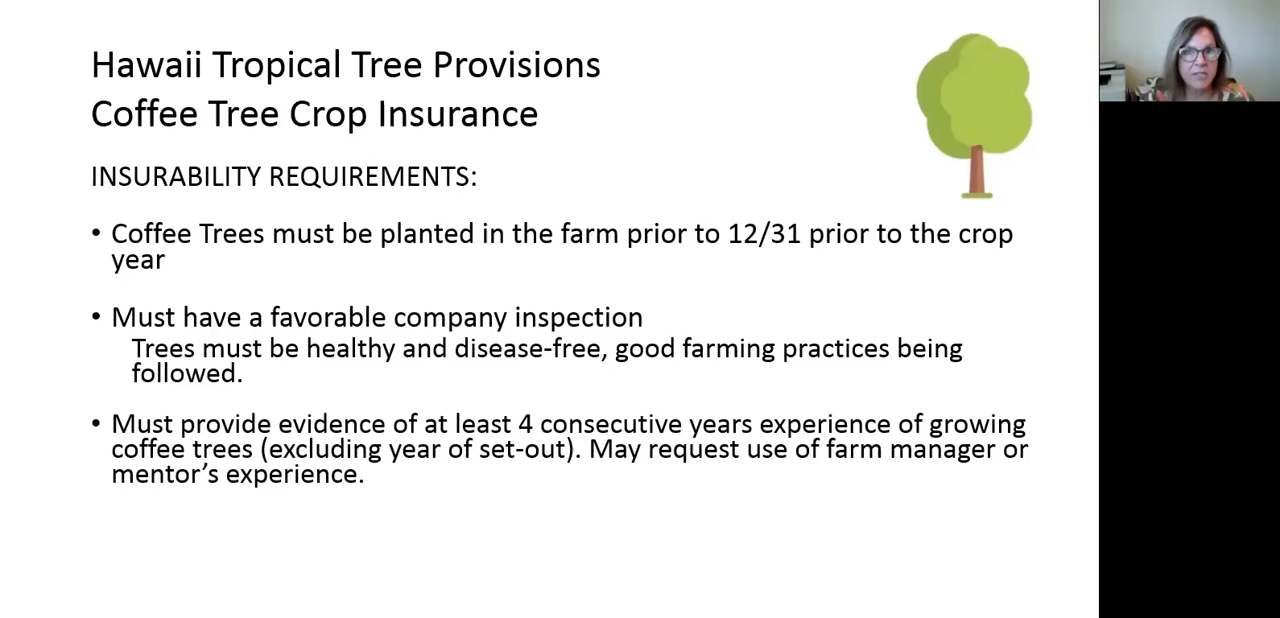 Hawaii Tropical Tree Provisions
Coffee Tree Crop Insurance
INSURABILITY REQUIREMENTS:
• Coffee Trees must be planted in the farm prior to 12/31 prior to the crop
year
• Must have a favorable company inspection
Trees must be healthy and disease-free, good farming practices being
followed.
• Must provide evidence of at least 4 consecutive years experience of growing
coffee trees (excluding year of set-out). May request use of farm manager or
mentor’s experience.